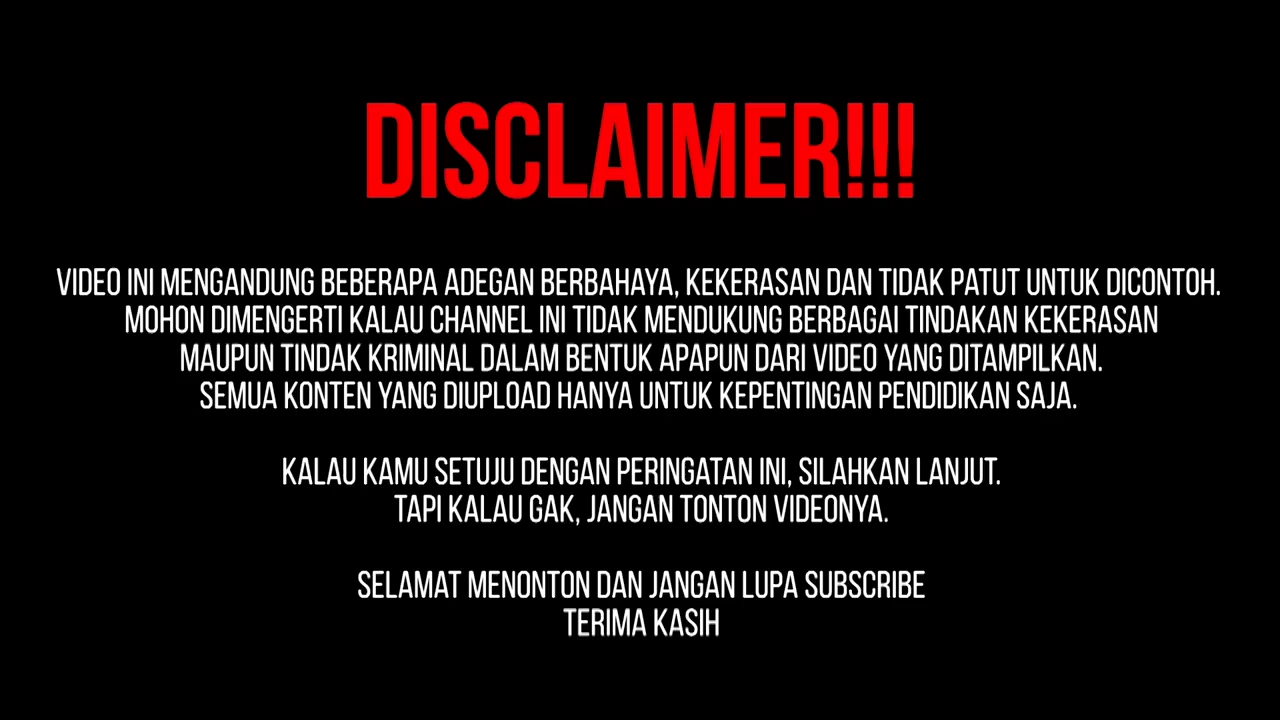 DISCLAIMER!!!
VIDEO INI MENGANDUNG BEBERAPA ADEGAN BERBAHAYA, KEKERASAN DAN TIDAK PATUT UNTUK DICONTOH.
MOHON DIMENGERTI KALAU CHANNEL INI TIDAK MENDUKUNG BERBAGAI TINDAKAN KEKERASAN
MAUPUN TINDAK KRIMINAL DALAM BENTUK APAPUN DARI VIDEO YANG DITAMPILKAN.
SEMUA KONTEN YANG DIUPLOAD HANYA UNTUK KEPENTINGAN PENDIDIKAN SAJA.
KALAU KAMU SETUJU DENGAN PERINGATAN INI, SILAHKAN LANJUT.
TAPI KALAU GAK, JANGAN TONTON VIDEONYA.
SELAMAT MENONTON DAN JANGAN LUPA SUBSCRIBE
TERIMA KASIH